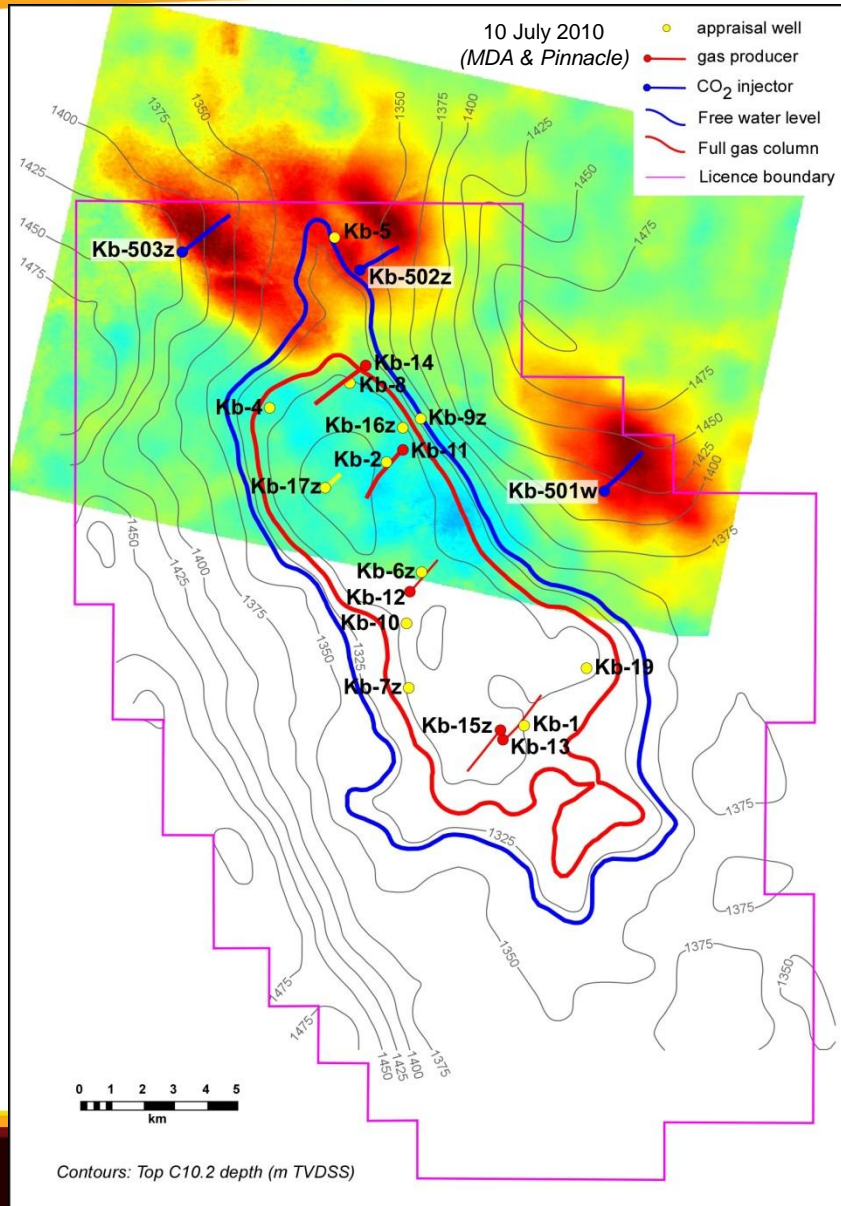 10 July 2010
(MDA & Pinnacle)
appraisal well
gas producer
CO₂ injector
Free water level
Full gas column
Licence boundary
1375
1350
1350
1400
1400
1375
1425
1425
1450
1450
1475
1475
Kb-5
Kb-503z
Kb-502z
Kb-14
Kb-8
1475
Kb-4
Kb-9z
Kb-16z
1450
1425
Kb-11
Kb-2
1400
Kb-17z
Kb-501w
1450
1375
1425
1400
Kb-6z
1375
Kb-12
1350
1325
Kb-10
Kb-19
Kb-7z
Kb-15z
Kb-1
Kb-13
1375
1325
1375
1375
1350
1350
1475
1475
1450
1425
1400
1375
0 1 2 3 4 5
km
Contours: Top C10.2 depth (m TVDSS)